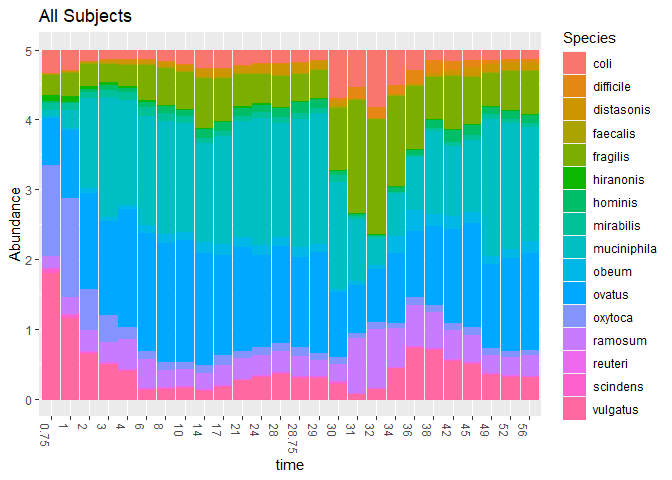 All Subjects
Abundance
5
4
3
2
1
0
0.75
1
2
3
4
6
8
10
14
17
21
24
28
28.75
29
30
31
32
34
36
38
42
45
49
52
56
time
Species
coli
difficile
distasonis
faecalis
fragilis
hiranonis
hominis
mirabilis
muciniphila
obeum
ovatus
oxytoca
ramosum
reuteri
scindens
vulgatus